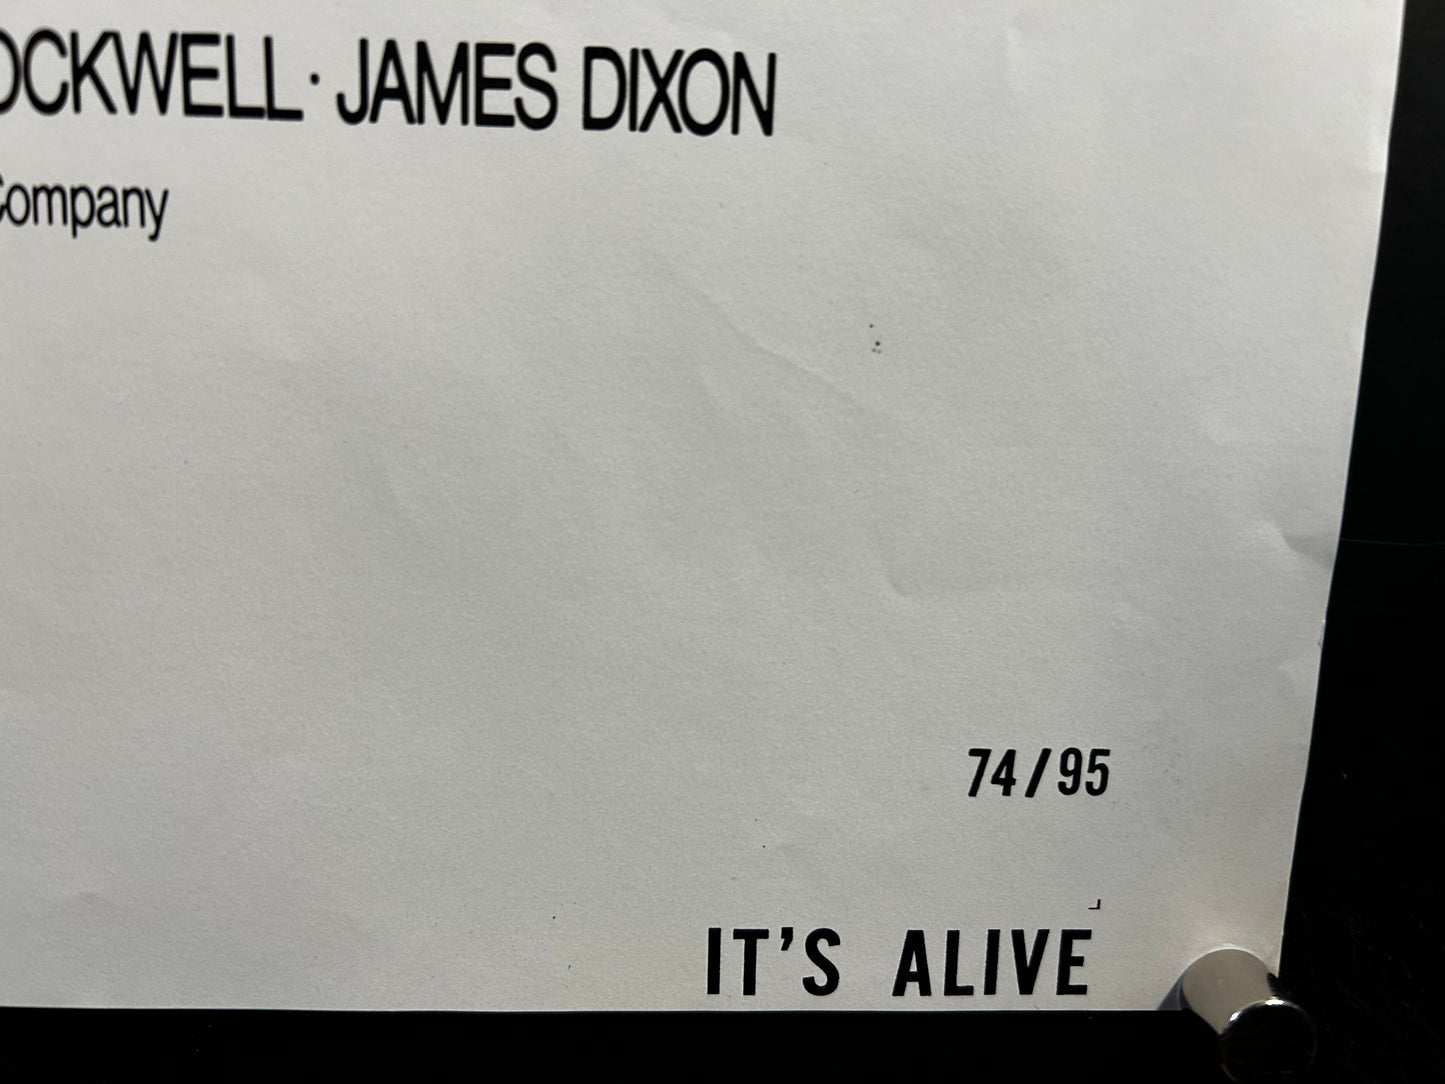 OCKWELL · JAMES DIXON
Company
74/95
IT'S ALIVE